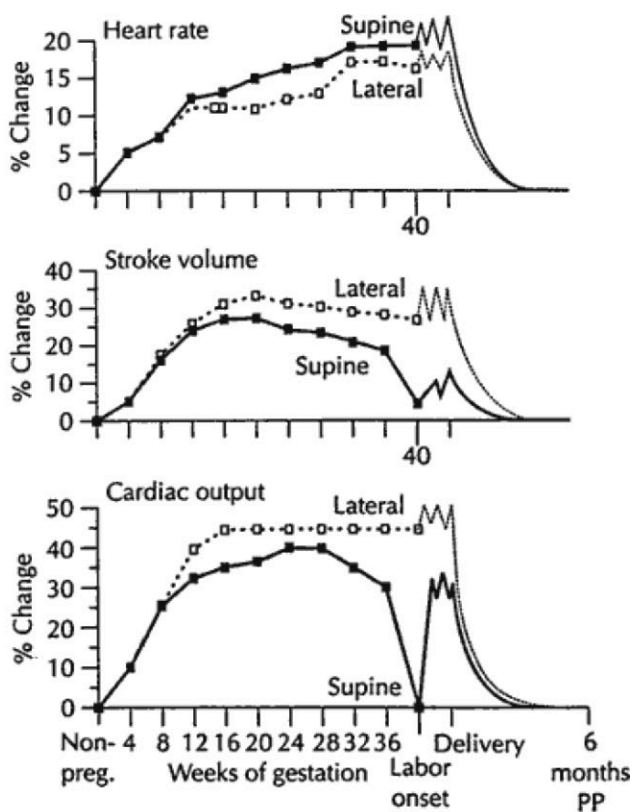 Heart rate
Supine
Lateral
% Change
20
15
10
5
0
40
Stroke volume
Lateral
Supine
% Change
40
30
20
10
0
40
Cardiac output
Lateral
Supine
% Change
50
40
30
20
10
0
Non-preg. 4 8 12 16 20 24 28 32 36 Labor onset Delivery 6 months PP
Weeks of gestation